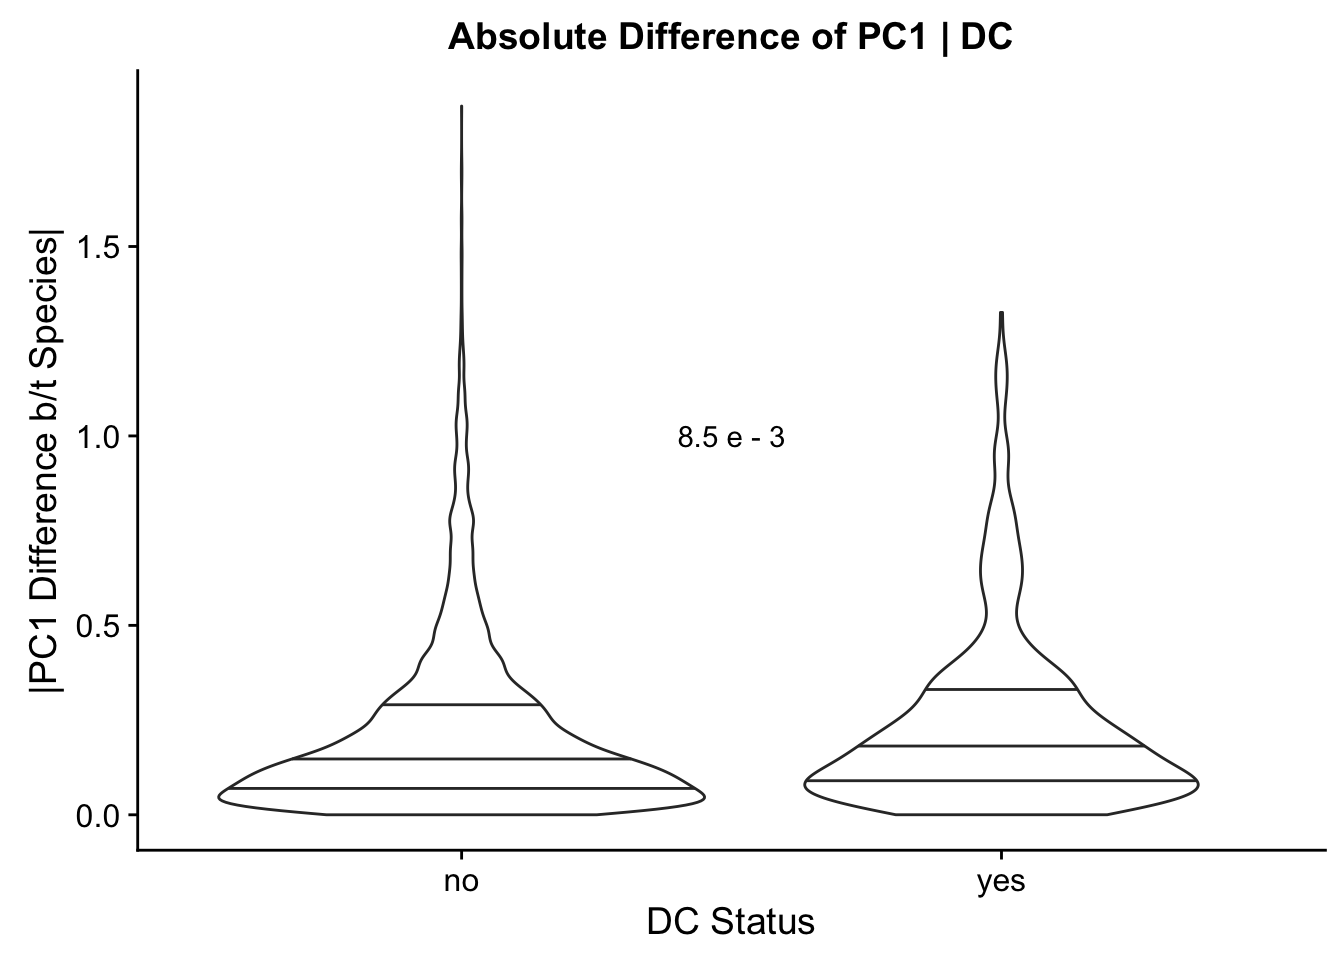 Absolute Difference of PC1 | DC
|PC1 Difference b/t Species|
1.5
1.0
0.5
0.0
8.5 e - 3
no
yes
DC Status